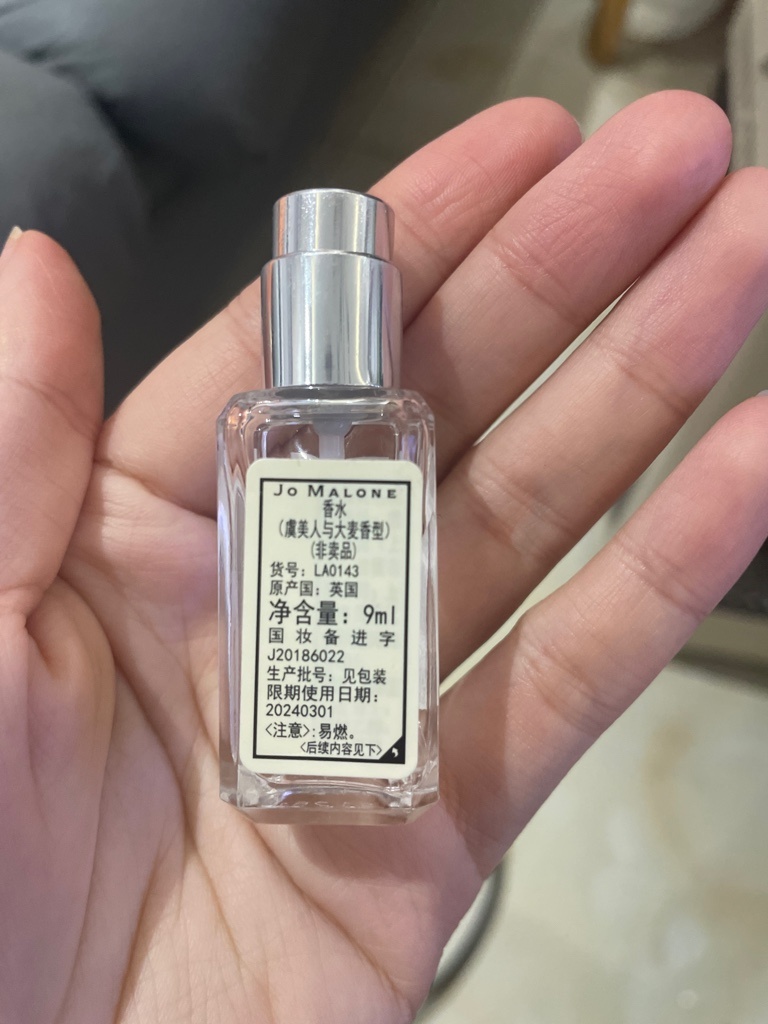 JO MALONE
香水
(虞美人与大麦香型)
(非卖品)
货号: LA0143
原产国: 英国
净含量: 9ml
国妆备进字
J20186022
生产批号: 见包装
限期使用日期:
20240301
<注意>:易燃。
<后续内容见下>